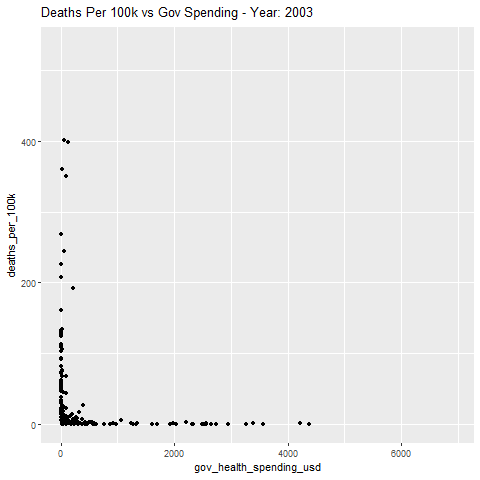 Deaths Per 100k vs Gov Spending - Year: 2003
400
200
0
deaths_per_100k
0 2000 4000 6000
gov_health_spending_usd